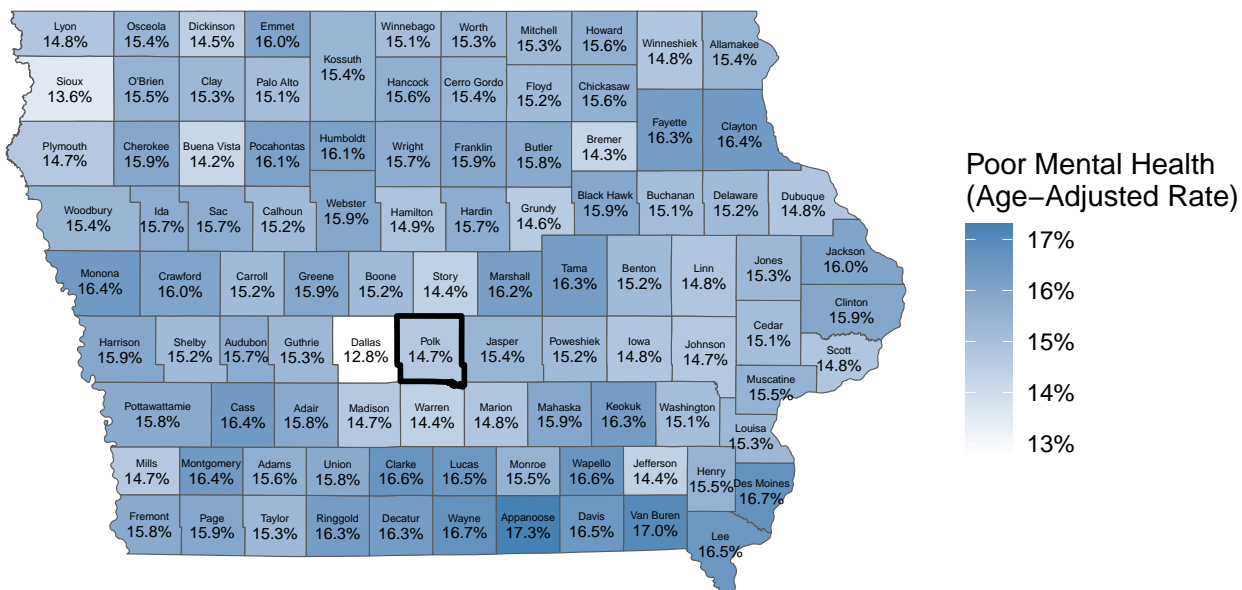 Lyon
14.8%
Osceola
15.4%
Dickinson
14.5%
Emmet
16.0%
Kossuth
15.4%
Winnebago
15.1%
Worth
15.3%
Mitchell
15.3%
Howard
15.6%
Winneshiek
14.8%
Allamakee
15.4%
Sioux
13.6%
O'Brien
15.5%
Clay
15.3%
Palo Alto
15.1%
Hancock
15.6%
Cerro Gordo
15.4%
Floyd
15.2%
Chickasaw
15.6%
Fayette
16.3%
Clayton
16.4%
Plymouth
14.7%
Cherokee
15.9%
Buena Vista
14.2%
Pocahontas
16.1%
Humboldt
16.1%
Wright
15.7%
Franklin
15.9%
Butler
15.8%
Bremer
14.3%
Woodbury
15.4%
Ida
15.7%
Sac
15.7%
Calhoun
15.2%
Webster
15.9%
Hamilton
14.9%
Hardin
15.7%
Grundy
14.6%
Black Hawk
15.9%
Buchanan
15.1%
Delaware
15.2%
Dubuque
14.8%
Monona
16.4%
Crawford
16.0%
Carroll
15.2%
Greene
15.9%
Boone
15.2%
Story
14.4%
Marshall
16.2%
Tama
16.3%
Benton
15.2%
Linn
14.8%
Jones
15.3%
Jackson
16.0%
Clinton
15.9%
Harrison
15.9%
Shelby
15.2%
Audubon
15.7%
Guthrie
15.3%
Dallas
12.8%
Polk
14.7%
Jasper
15.4%
Poweshiek
15.2%
Iowa
14.8%
Johnson
14.7%
Cedar
15.1%
Scott
14.8%
Muscatine
15.5%
Pottawattamie
15.8%
Cass
16.4%
Adair
15.8%
Madison
14.7%
Warren
14.4%
Marion
14.8%
Mahaska
15.9%
Keokuk
16.3%
Washington
15.1%
Louisa
15.3%
Mills
14.7%
Montgomery
16.4%
Adams
15.6%
Union
15.8%
Clarke
16.6%
Lucas
16.5%
Monroe
15.5%
Wapello
16.6%
Jefferson
14.4%
Henry
15.5%
Des Moines
16.7%
Fremont
15.8%
Page
15.9%
Taylor
15.3%
Ringgold
16.3%
Decatur
16.3%
Wayne
16.7%
Appanoose
17.3%
Davis
16.5%
Van Buren
17.0%
Lee
16.5%
Poor Mental Health
(Age−Adjusted Rate)
17%
16%
15%
14%
13%